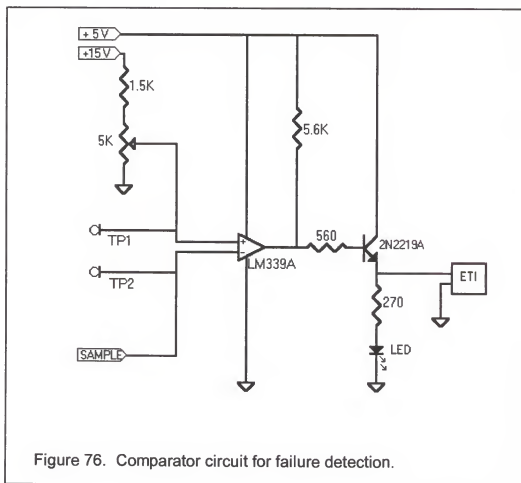 +5V
+15V
1.5K
5K
5.6K
560
2N2219A
TP1
LM339A
ETI
TP2
270
LED
SAMPLE
+
-
Figure 76. Comparator circuit for failure detection.